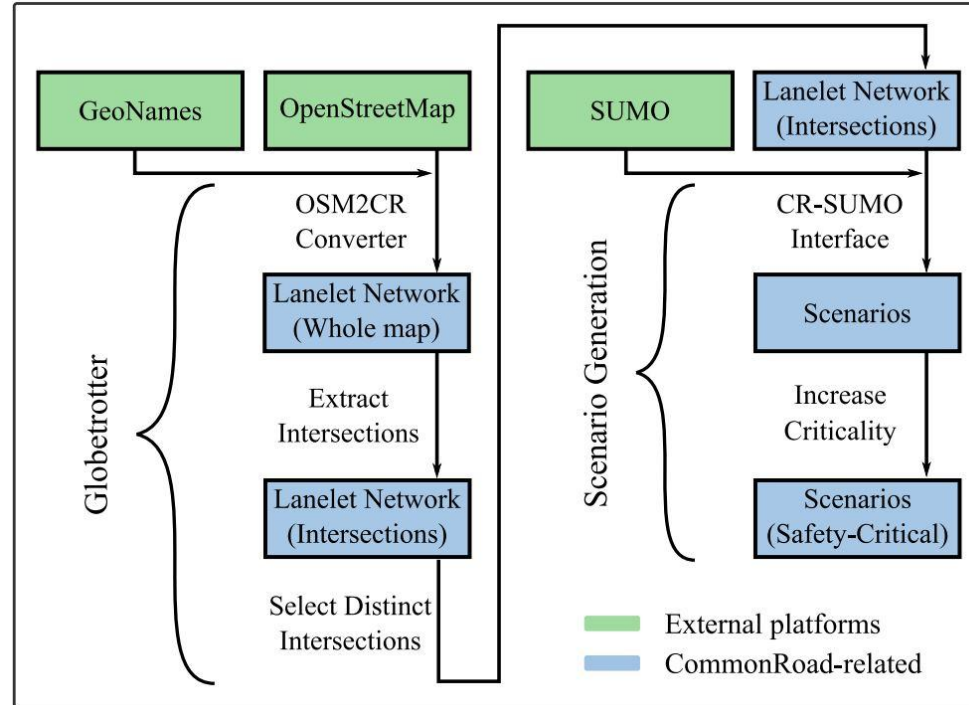 GeoNames
OpenStreetMap
OSM2CR
Converter
Lanelet Network
(Whole map)
Extract
Intersections
Lanelet Network
(Intersections)
Select Distinct
Intersections
Globetrotter
SUMO
Lanelet Network
(Intersections)
CR-SUMO
Interface
Scenarios
Increase
Criticality
Scenarios
(Safety-Critical)
Scenario Generation
External platforms
CommonRoad-related